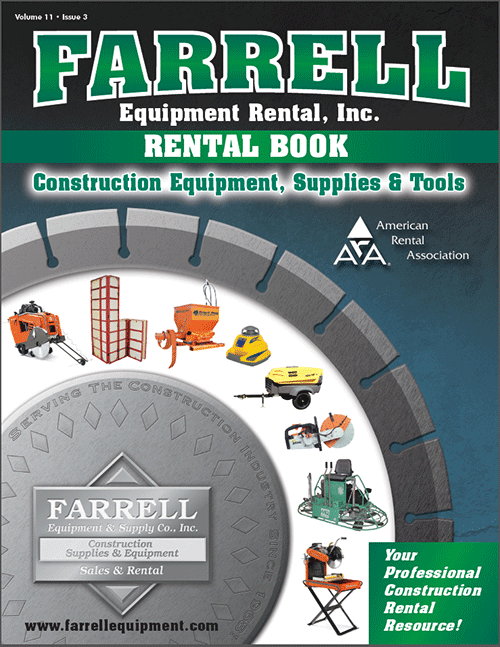 Volume 11 • Issue 3
FARRELL
Equipment Rental, Inc.
RENTAL BOOK
Construction Equipment, Supplies & Tools
ARA
American
Rental
Association
SERVING THE CONSTRUCTION INDUSTRY SINCE
FARRELL
Equipment & Supply Co., Inc.
Construction
Supplies & Equipment
Sales & Rental
www.farrellequipment.com
Your
Professional
Construction
Rental
Resource!